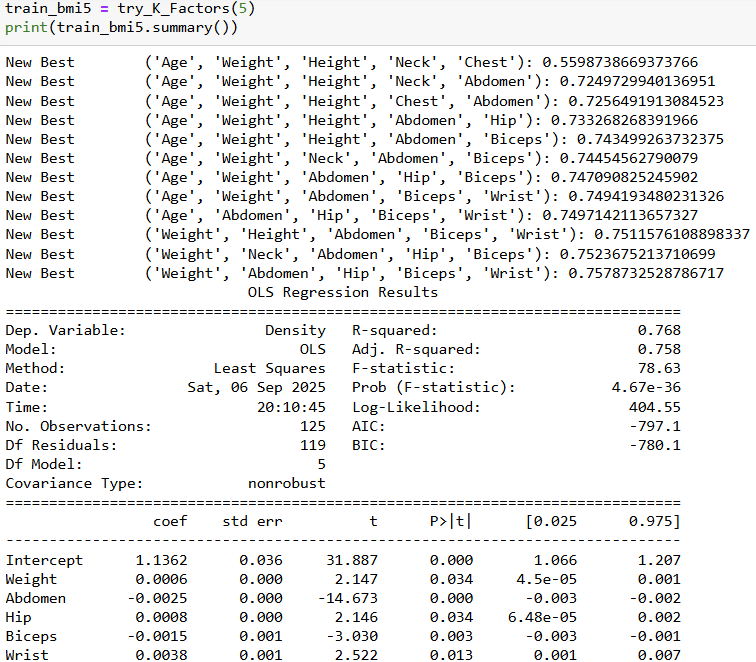 train_bmi5 = try_K_Factors(5)
print(train_bmi5.summary())
New Best        ('Age', 'Weight', 'Height', 'Neck', 'Chest'): 0.5598738669373766
New Best        ('Age', 'Weight', 'Height', 'Neck', 'Abdomen'): 0.7249729940136951
New Best        ('Age', 'Weight', 'Height', 'Chest', 'Abdomen'): 0.7256491913084523
New Best        ('Age', 'Weight', 'Height', 'Abdomen', 'Hip'): 0.733268268391966
New Best        ('Age', 'Weight', 'Height', 'Abdomen', 'Biceps'): 0.743499263732375
New Best        ('Age', 'Weight', 'Neck', 'Abdomen', 'Biceps'): 0.74454562790079
New Best        ('Age', 'Weight', 'Abdomen', 'Hip', 'Biceps'): 0.747090825245902
New Best        ('Age', 'Weight', 'Abdomen', 'Biceps', 'Wrist'): 0.7494193480231326
New Best        ('Age', 'Abdomen', 'Hip', 'Biceps', 'Wrist'): 0.7497142113657327
New Best        ('Weight', 'Height', 'Abdomen', 'Biceps', 'Wrist'): 0.7511576108898337
New Best        ('Weight', 'Neck', 'Abdomen', 'Hip', 'Biceps'): 0.7523675213710699
New Best        ('Weight', 'Abdomen', 'Hip', 'Biceps', 'Wrist'): 0.7578732528786717
                            OLS Regression Results
==============================================================================
Dep. Variable:                Density   R-squared:                       0.768
Model:                            OLS   Adj. R-squared:                  0.758
Method:                 Least Squares   F-statistic:                     78.63
Date:                Sat, 06 Sep 2025   Prob (F-statistic):           4.67e-36
Time:                        20:10:45   Log-Likelihood:                 404.55
No. Observations:                 125   AIC:                            -797.1
Df Residuals:                     119   BIC:                            -780.1
Df Model:                           5
Covariance Type:            nonrobust
==============================================================================
                 coef    std err          t      P>|t|      [0.025      0.975]
------------------------------------------------------------------------------
Intercept      1.1362      0.036     31.887      0.000       1.066       1.207
Weight         0.0006      0.000      2.147      0.034     4.5e-05       0.001
Abdomen       -0.0025      0.000    -14.673      0.000      -0.003      -0.002
Hip            0.0008      0.000      2.146      0.034    6.48e-05       0.002
Biceps        -0.0015      0.001     -3.030      0.003      -0.003      -0.001
Wrist          0.0038      0.001      2.522      0.013       0.001       0.007